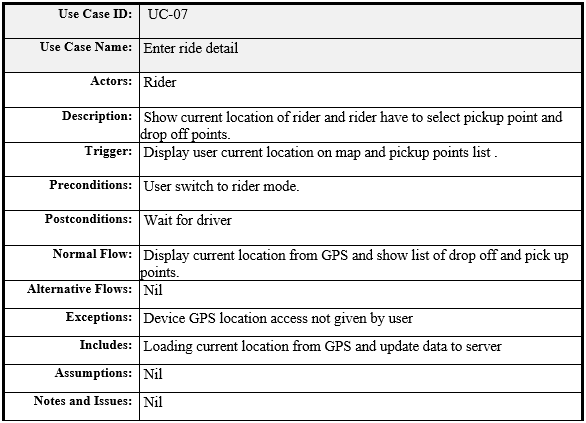 Use Case ID: UC-07
Use Case Name: Enter ride detail
Actors: Rider
Description: Show current location of rider and rider have to select pickup point and
drop off points.
Trigger: Display user current location on map and pickup points list .
Preconditions: User switch to rider mode.
Postconditions: Wait for driver
Normal Flow: Display current location from GPS and show list of drop off and pick up
points.
Alternative Flows: Nil
Exceptions: Device GPS location access not given by user
Includes: Loading current location from GPS and update data to server
Assumptions: Nil
Notes and Issues: Nil